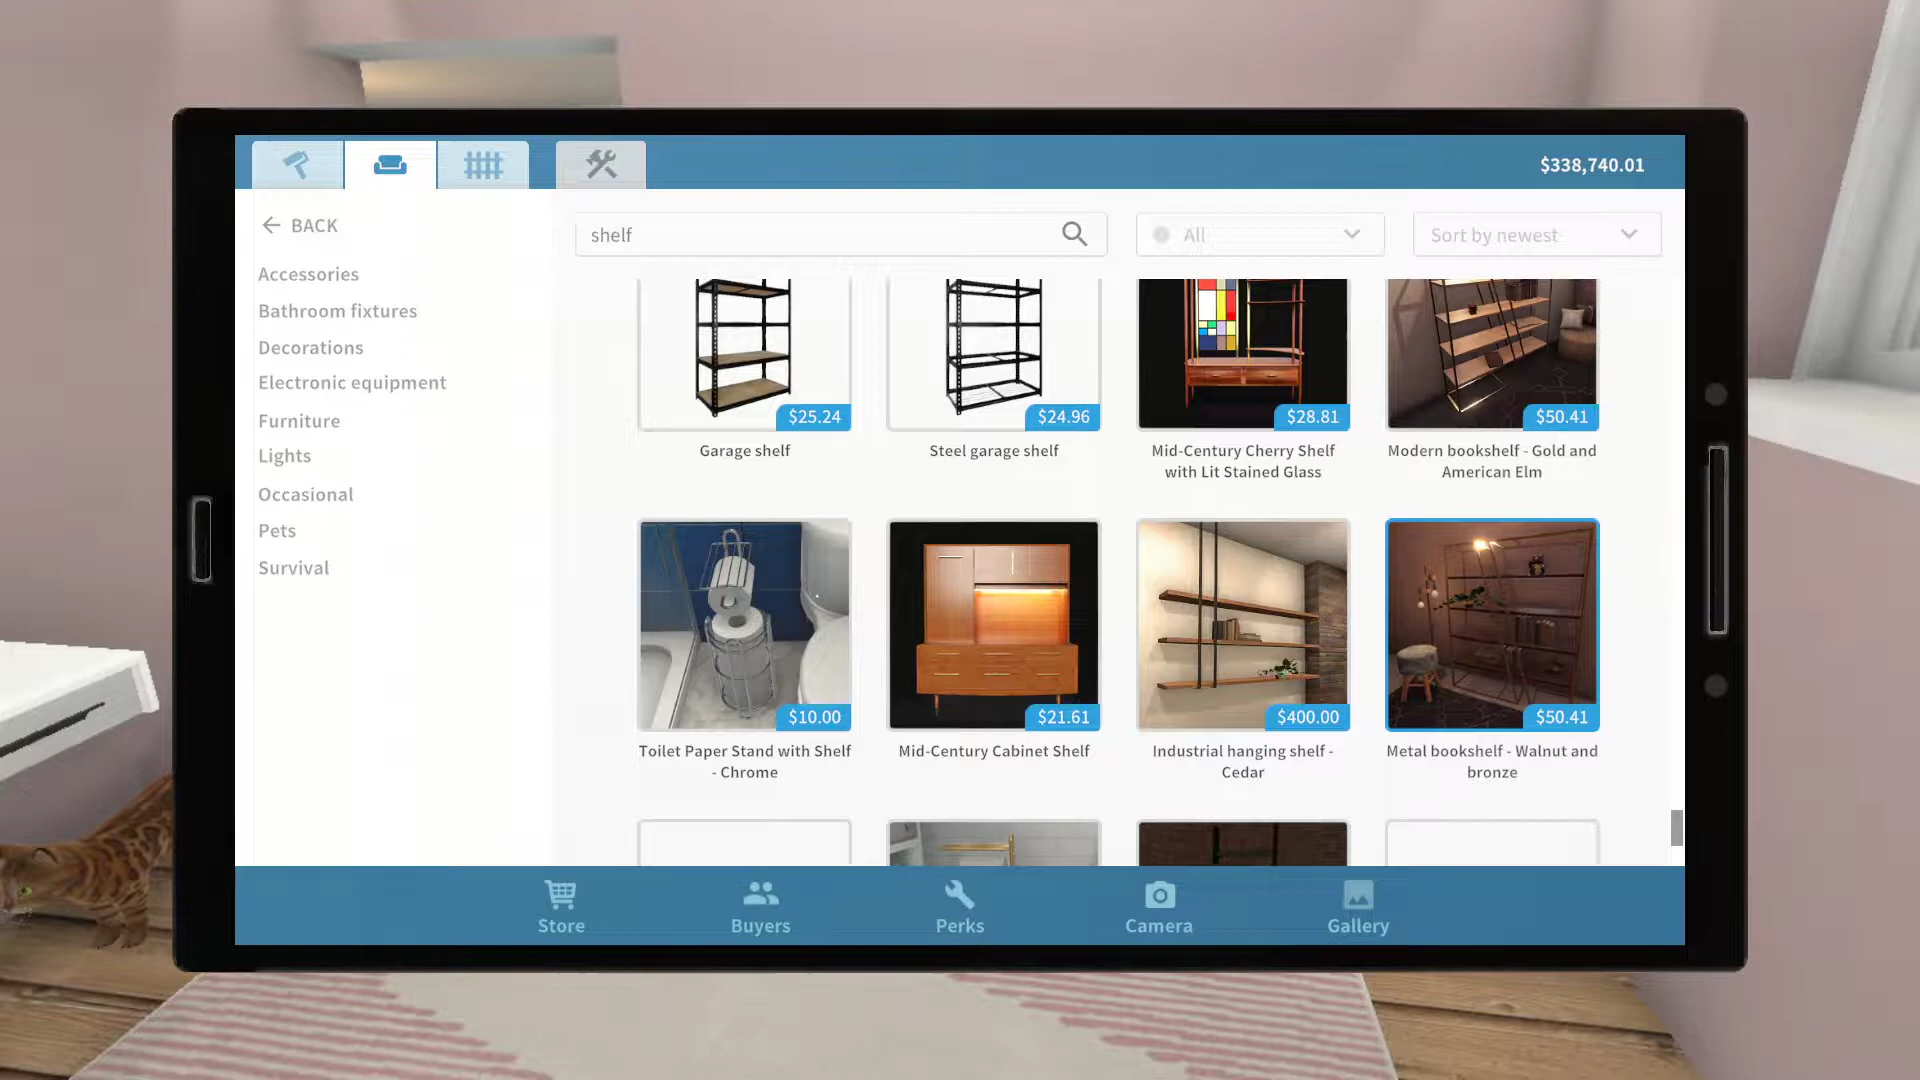 $338,740.01
BACK
shelf
All
Sort by newest
Accessories
Bathroom fixtures
Decorations
Electronic equipment
Furniture
Lights
Occasional
Pets
Survival
$25.24
$24.96
$28.81
$50.41
Garage shelf
Steel garage shelf
Mid-Century Cherry Shelf
with Lit Stained Glass
Modern bookshelf - Gold and
American Elm
$10.00
$21.61
$400.00
$50.41
Toilet Paper Stand with Shelf
- Chrome
Mid-Century Cabinet Shelf
Industrial hanging shelf -
Cedar
Metal bookshelf - Walnut and
bronze
Store
Buyers
Perks
Camera
Gallery